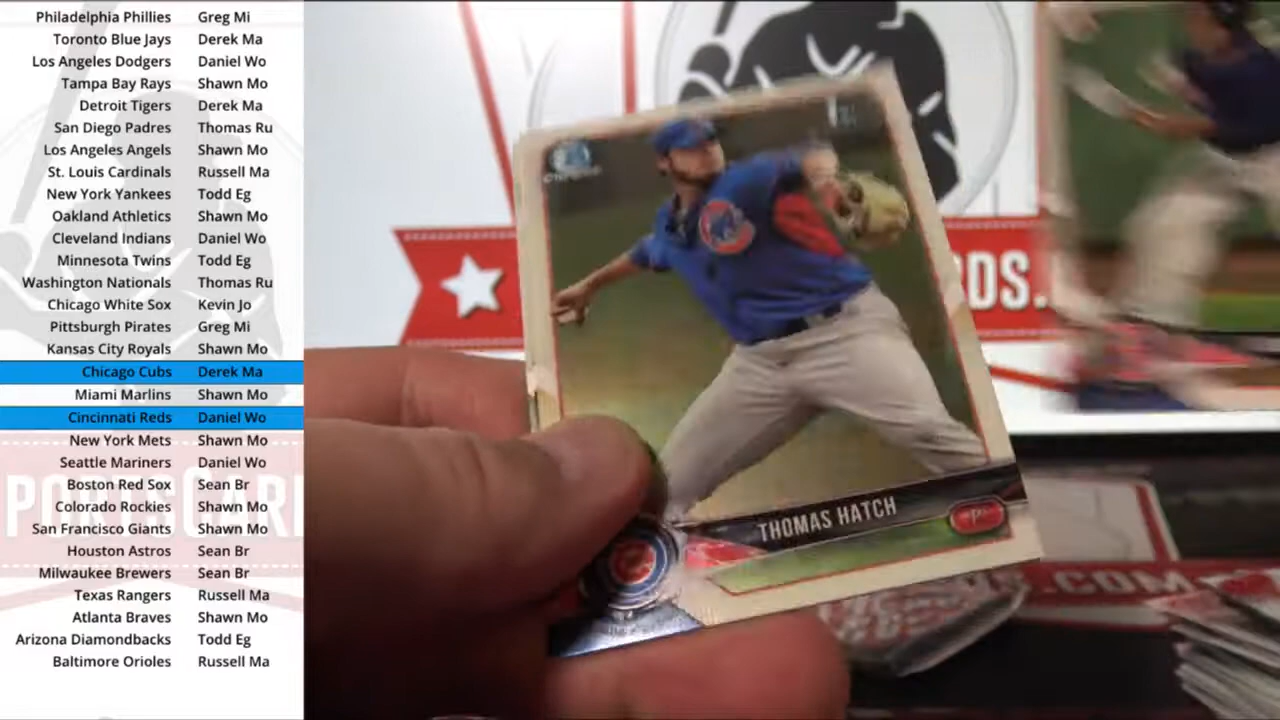 Philadelphia Phillies Greg Mi
Toronto Blue Jays Derek Ma
Los Angeles Dodgers Daniel Wo
Tampa Bay Rays Shawn Mo
Detroit Tigers Derek Ma
San Diego Padres Thomas Ru
Los Angeles Angels Shawn Mo
St. Louis Cardinals Russell Ma
New York Yankees Todd Eg
Oakland Athletics Shawn Mo
Cleveland Indians Daniel Wo
Minnesota Twins Todd Eg
Washington Nationals Thomas Ru
Chicago White Sox Kevin Jo
Pittsburgh Pirates Greg Mi
Kansas City Royals Shawn Mo
Chicago Cubs Derek Ma
Miami Marlins Shawn Mo
Cincinnati Reds Daniel Wo
New York Mets Shawn Mo
Seattle Mariners Daniel Wo
Boston Red Sox Sean Br
Colorado Rockies Shawn Mo
San Francisco Giants Shawn Mo
Houston Astros Sean Br
Milwaukee Brewers Sean Br
Texas Rangers Russell Ma
Atlanta Braves Shawn Mo
Arizona Diamondbacks Todd Eg
Baltimore Orioles Russell Ma
THOMAS HATCH
DS.
.COM